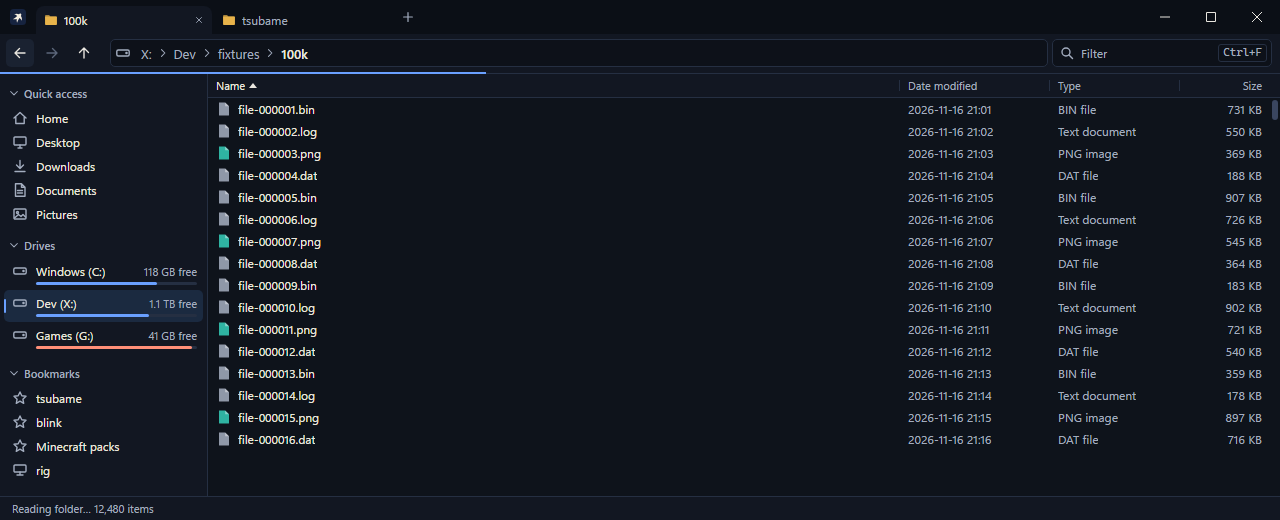 100k
tsubame
X: Dev fixtures 100k
Filter Ctrl+F
Quick access
Home
Desktop
Downloads
Documents
Pictures
Drives
Windows (C:) 118 GB free
Dev (X:) 1.1 TB free
Games (G:) 41 GB free
Bookmarks
tsubame
blink
Minecraft packs
rig
Name Date modified Type Size
file-000001.bin 2026-11-16 21:01 BIN file 731 KB
file-000002.log 2026-11-16 21:02 Text document 550 KB
file-000003.png 2026-11-16 21:03 PNG image 369 KB
file-000004.dat 2026-11-16 21:04 DAT file 188 KB
file-000005.bin 2026-11-16 21:05 BIN file 907 KB
file-000006.log 2026-11-16 21:06 Text document 726 KB
file-000007.png 2026-11-16 21:07 PNG image 545 KB
file-000008.dat 2026-11-16 21:08 DAT file 364 KB
file-000009.bin 2026-11-16 21:09 BIN file 183 KB
file-000010.log 2026-11-16 21:10 Text document 902 KB
file-000011.png 2026-11-16 21:11 PNG image 721 KB
file-000012.dat 2026-11-16 21:12 DAT file 540 KB
file-000013.bin 2026-11-16 21:13 BIN file 359 KB
file-000014.log 2026-11-16 21:14 Text document 178 KB
file-000015.png 2026-11-16 21:15 PNG image 897 KB
file-000016.dat 2026-11-16 21:16 DAT file 716 KB
Reading folder... 12,480 items